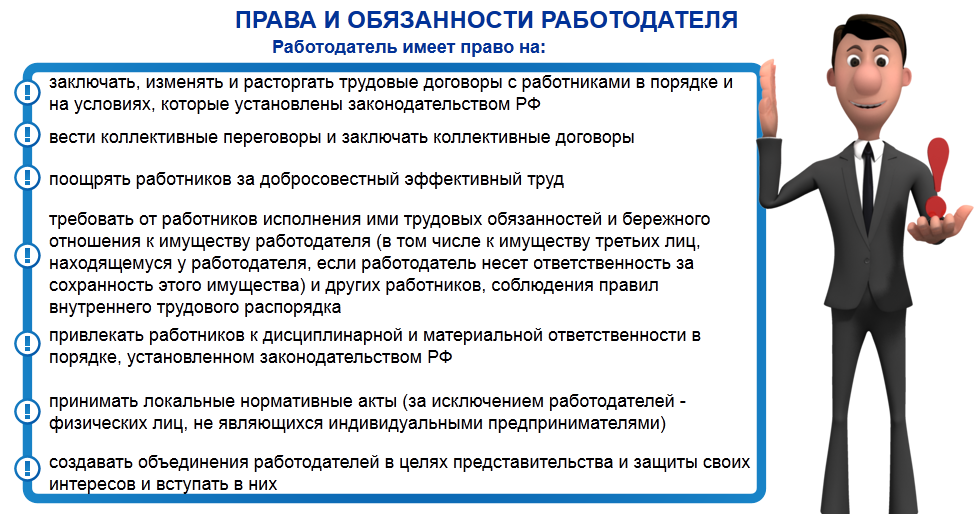 ПРАВА И ОБЯЗАННОСТИ РАБОТОДАТЕЛЯ
Работодатель имеет право на:
заключать, изменять и расторгать трудовые договоры с работниками в порядке и
на условиях, которые установлены законодательством РФ
вести коллективные переговоры и заключать коллективные договоры
поощрять работников за добросовестный эффективный труд
требовать от работников исполнения ими трудовых обязанностей и бережного
отношения к имуществу работодателя (в том числе к имуществу третьих лиц,
находящемуся у работодателя, если работодатель несет ответственность за
сохранность этого имущества) и других работников, соблюдения правил
внутреннего трудового распорядка
привлекать работников к дисциплинарной и материальной ответственности в
порядке, установленном законодательством РФ
принимать локальные нормативные акты (за исключением работодателей -
физических лиц, не являющихся индивидуальными предпринимателями)
создавать объединения работодателей в целях представительства и защиты своих
интересов и вступать в них